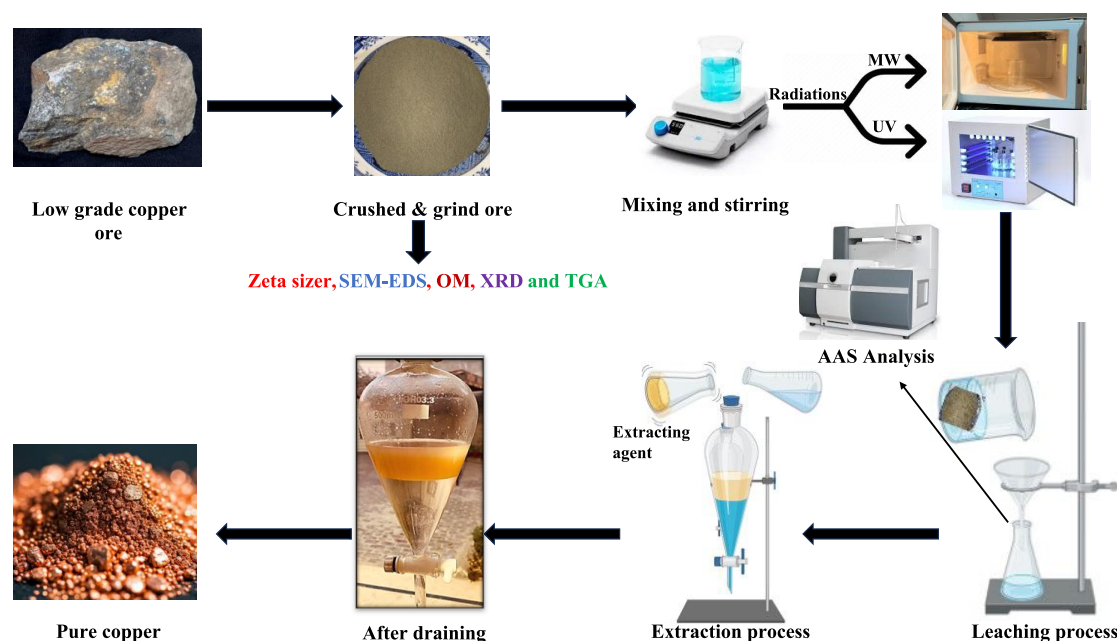 MW
Radiations
UV
Low grade copper
ore
Crushed & grind ore
Mixing and stirring
Zeta sizer, SEM-EDS, OM, XRD and TGA
AAS Analysis
Extracting
agent
Pure copper
After draining
Extraction process
Leaching process